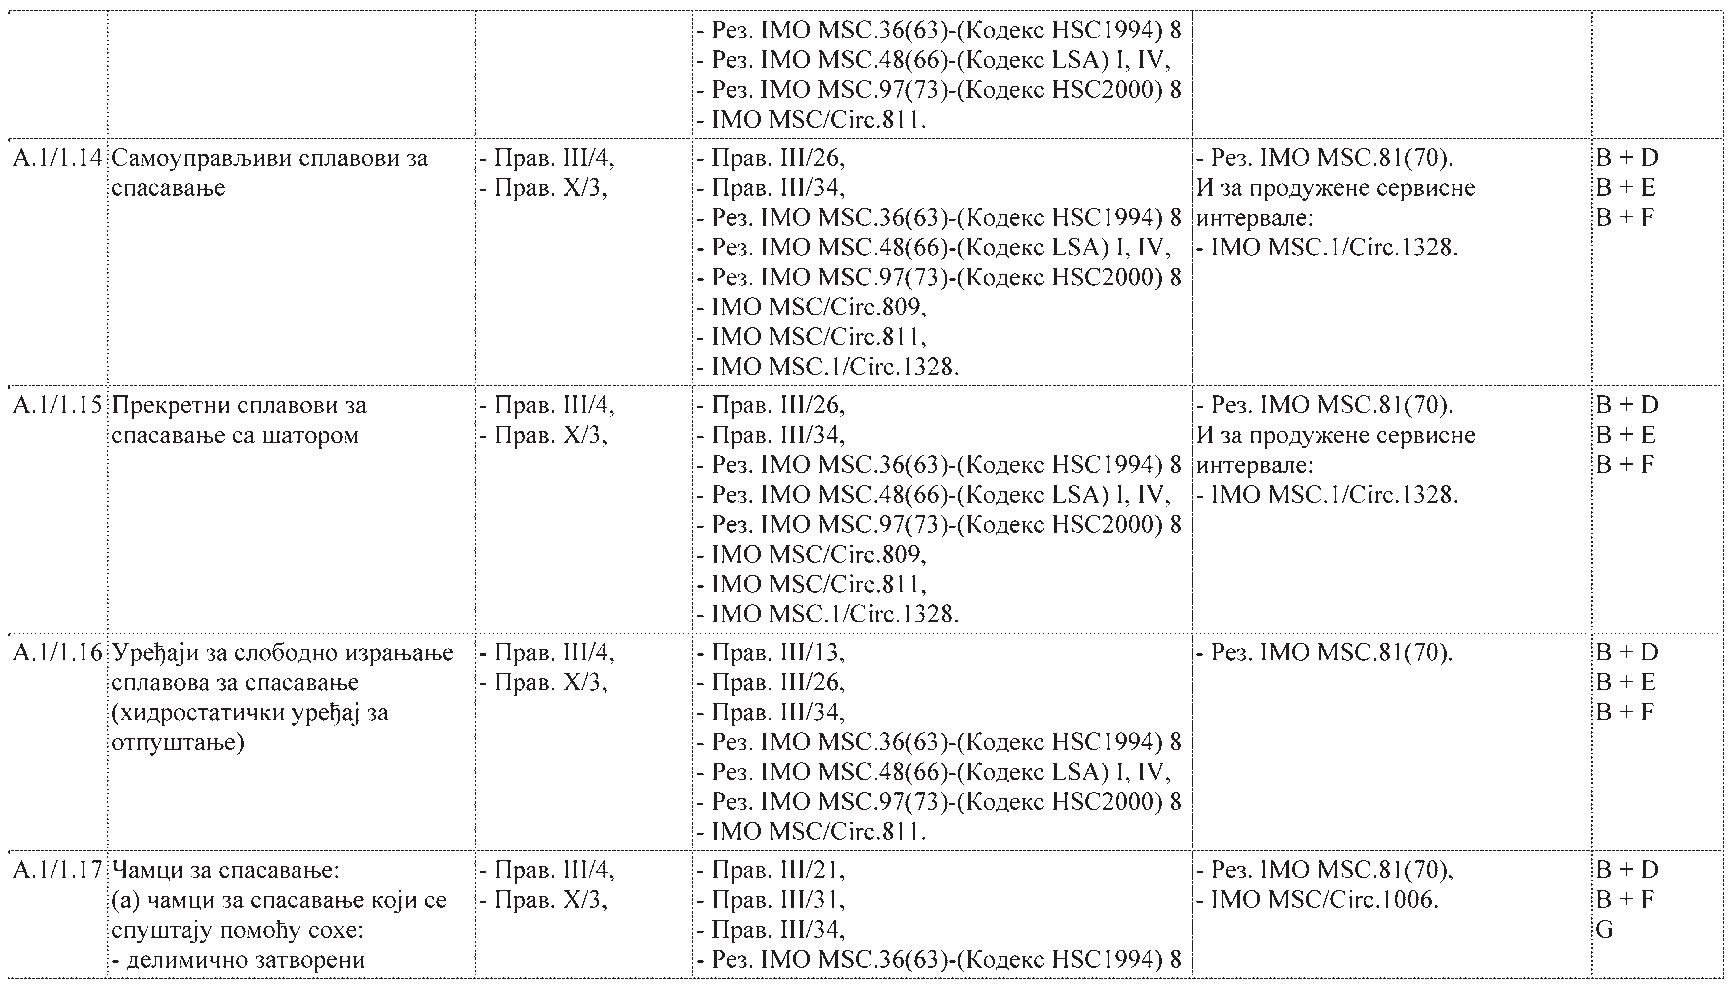 - Рез. IMO MSC.36(63)-(Кодекс HSC1994) 8
- Рез. IMO MSC.48(66)-(Кодекс LSA) I, IV,
- Рез. IMO MSC.97(73)-(Кодекс HSC2000) 8
- IMO MSC/Circ.811.
А.1/1.14
Самоуправљиви сплавови за
спасавање
- Прав. III/4,
- Прав. X/3,
- Прав. III/26,
- Прав. III/34,
- Рез. IMO MSC.36(63)-(Кодекс HSC1994) 8
- Рез. IMO MSC.48(66)-(Кодекс LSA) I, IV,
- Рез. IMO MSC.97(73)-(Кодекс HSC2000) 8
- IMO MSC/Circ.809,
- IMO MSC/Circ.811,
- IMO MSC.1/Circ.1328.
- Рез. IMO MSC.81(70).
И за продужене сервисне
интервале:
- IMO MSC.1/Circ.1328.
B + D
B + E
B + F
А.1/1.15
Прекретни сплавови за
спасавање са шатором
- Прав. III/4,
- Прав. X/3,
- Прав. III/26,
- Прав. III/34,
- Рез. IMO MSC.36(63)-(Кодекс HSC1994) 8
- Рез. IMO MSC.48(66)-(Кодекс LSA) I, IV,
- Рез. IMO MSC.97(73)-(Кодекс HSC2000) 8
- IMO MSC/Circ.809,
- IMO MSC/Circ.811,
- IMO MSC.1/Circ.1328.
- Рез. IMO MSC.81(70).
И за продужене сервисне
интервале:
- IMO MSC.1/Circ.1328.
B + D
B + E
B + F
А.1/1.16
Уређаји за слободно израњање
сплавова за спасавање
(хидростатички уређај за
отпуштање)
- Прав. III/4,
- Прав. X/3,
- Прав. III/13,
- Прав. III/26,
- Прав. III/34,
- Рез. IMO MSC.36(63)-(Кодекс HSC1994) 8
- Рез. IMO MSC.48(66)-(Кодекс LSA) I, IV,
- Рез. IMO MSC.97(73)-(Кодекс HSC2000) 8
- IMO MSC/Circ.811.
- Рез. IMO MSC.81(70).
B + D
B + E
B + F
А.1/1.17
Чамци за спасавање:
(а) чамци за спасавање који се
спуштају помоћу сохе:
- делимично затворени
- Прав. III/4,
- Прав. X/3,
- Прав. III/21,
- Прав. III/31,
- Прав. III/34,
- Рез. IMO MSC.36(63)-(Кодекс HSC1994) 8
- Рез. IMO MSC.81(70),
- IMO MSC/Circ.1006.
B + D
B + F
G